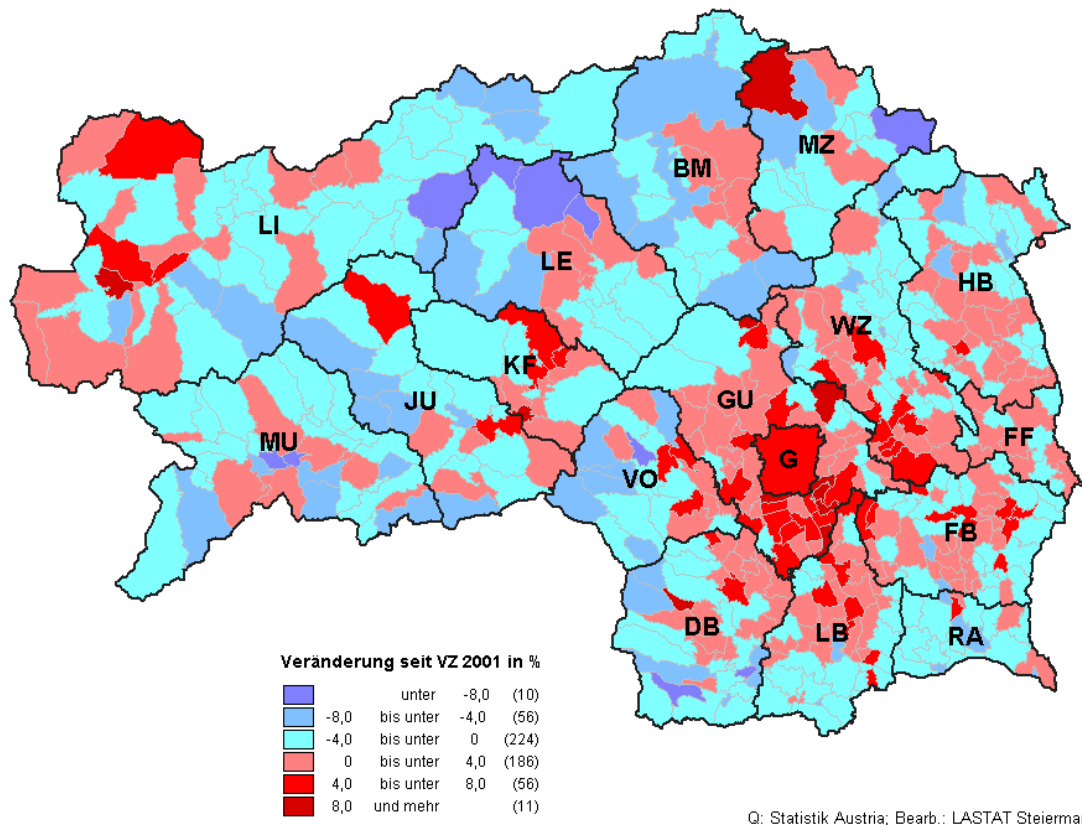 BM
MZ
LI
LE
HB
WZ
KF
GU
JU
MU
FF
G
VO
FB
DB
LB
RA
Veränderung seit VZ 2001 in %
unter -8,0 (10)
-8,0 bis unter -4,0 (56)
-4,0 bis unter 0 (224)
0 bis unter 4,0 (186)
4,0 bis unter 8,0 (56)
8,0 und mehr (11)
Q: Statistik Austria; Bearb.: LASTAT Steierma